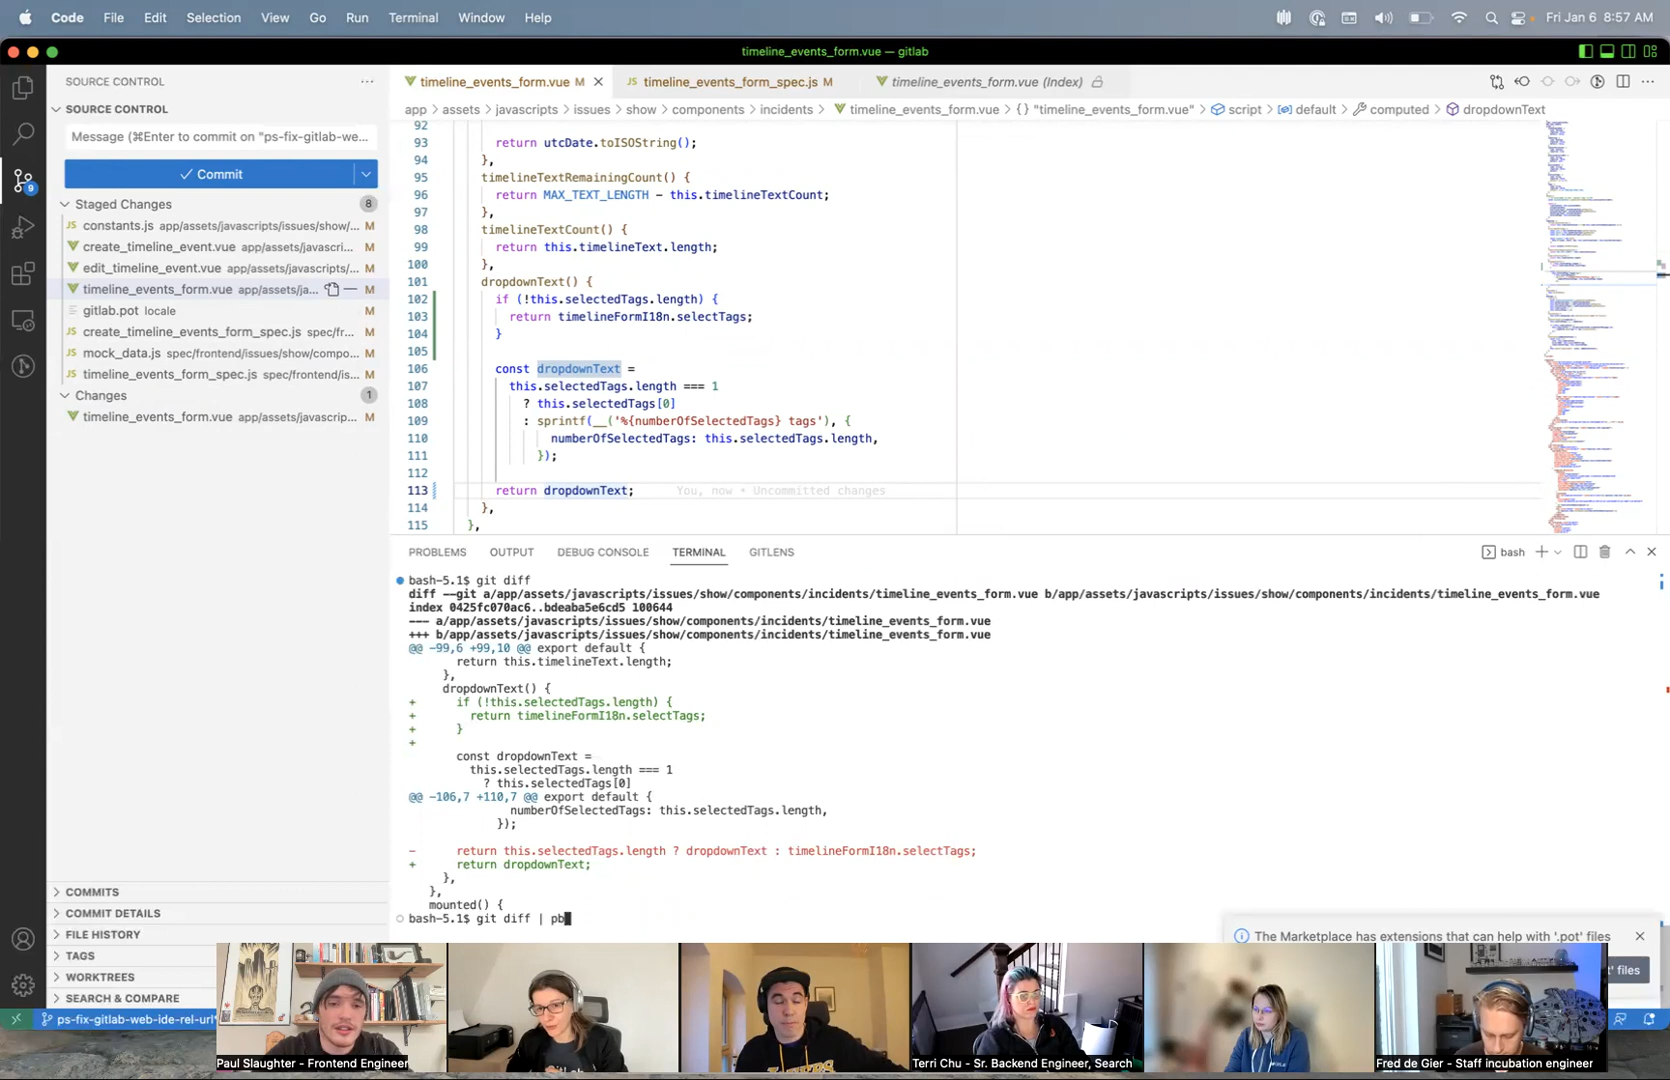 Code File Edit Selection View Go Run Terminal Window Help
Fri Jan 6 8:57 AM
timeline_events_form.vue — gitlab
SOURCE CONTROL
timeline_events_form.vue M
timeline_events_form_spec.js M
timeline_events_form.vue (Index)
app > assets > javascripts > issues > show > components > incidents > timeline_events_form.vue > {} "timeline_events_form.vue" > script > default > computed > dropdownText
SOURCE CONTROL
Message (⌘Enter to commit on "ps-fix-gitlab-we...
Commit
Staged Changes 8
JS constants.js app/assets/javascripts/issues/show/... M
create_timeline_event.vue app/assets/javascri... M
edit_timeline_event.vue app/assets/javascripts/... M
timeline_events_form.vue app/assets/ja... M
gitlab.pot locale M
JS create_timeline_events_form_spec.js spec/fr... M
JS mock_data.js spec/frontend/issues/show/compo... M
JS timeline_events_form_spec.js spec/frontend/is... M
Changes 1
timeline_events_form.vue app/assets/javascrip... M
9
92
93 return utcDate.toISOString();
94 },
95 timelineTextRemainingCount() {
96 return MAX_TEXT_LENGTH - this.timelineTextCount;
97 },
98 timelineTextCount() {
99 return this.timelineText.length;
100 },
101 dropdownText() {
102 if (!this.selectedTags.length) {
103 return timelineFormI18n.selectTags;
104 }
105
106 const dropdownText =
107 this.selectedTags.length === 1
108 ? this.selectedTags[0]
109 : sprintf(__('%{numberOfSelectedTags} tags'), {
110 numberOfSelectedTags: this.selectedTags.length,
111 });
112
113 return dropdownText; You, now • Uncommitted changes
114 },
115 },
PROBLEMS OUTPUT DEBUG CONSOLE TERMINAL GITLENS
bash
bash-5.1$ git diff
diff --git a/app/assets/javascripts/issues/show/components/incidents/timeline_events_form.vue b/app/assets/javascripts/issues/show/components/incidents/timeline_events_form.vue
index 0425fc070ac6..bdeaba5e6cd5 100644
--- a/app/assets/javascripts/issues/show/components/incidents/timeline_events_form.vue
+++ b/app/assets/javascripts/issues/show/components/incidents/timeline_events_form.vue
@@ -99,6 +99,10 @@ export default {
return this.timelineText.length;
},
dropdownText() {
+ if (!this.selectedTags.length) {
+ return timelineFormI18n.selectTags;
+ }
+
const dropdownText =
this.selectedTags.length === 1
? this.selectedTags[0]
@@ -106,7 +110,7 @@ export default {
numberOfSelectedTags: this.selectedTags.length,
});
- return this.selectedTags.length ? dropdownText : timelineFormI18n.selectTags;
+ return dropdownText;
},
},
mounted() {
bash-5.1$ git diff | pb
COMMITS
COMMIT DETAILS
FILE HISTORY
TAGS
WORKTREES
SEARCH & COMPARE
The Marketplace has extensions that can help with '.pot' files
t' files
ps-fix-gitlab-web-ide-rel-url*
Paul Slaughter - Frontend Engineer
Terri Chu - Sr. Backend Engineer, Search
Fred de Gier - Staff incubation engineer